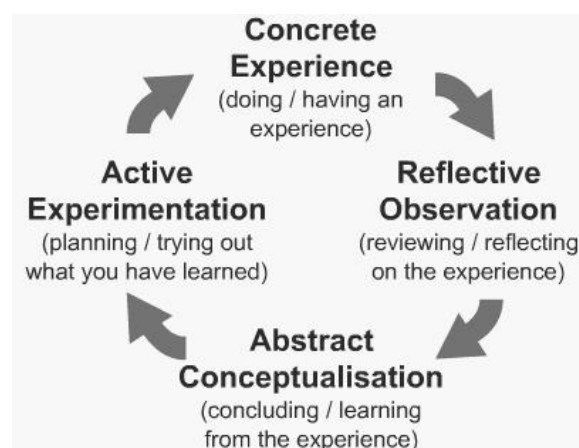 Concrete
Experience
(doing / having an
experience)
Reflective
Observation
(reviewing / reflecting
on the experience)
Abstract
Conceptualisation
(concluding / learning
from the experience)
Active
Experimentation
(planning / trying out
what you have learned)